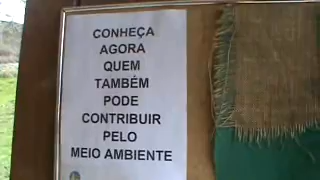 CONHEÇA
AGORA
QUEM
TAMBÉM
PODE
CONTRIBUIR
PELO
MEIO AMBIENTE